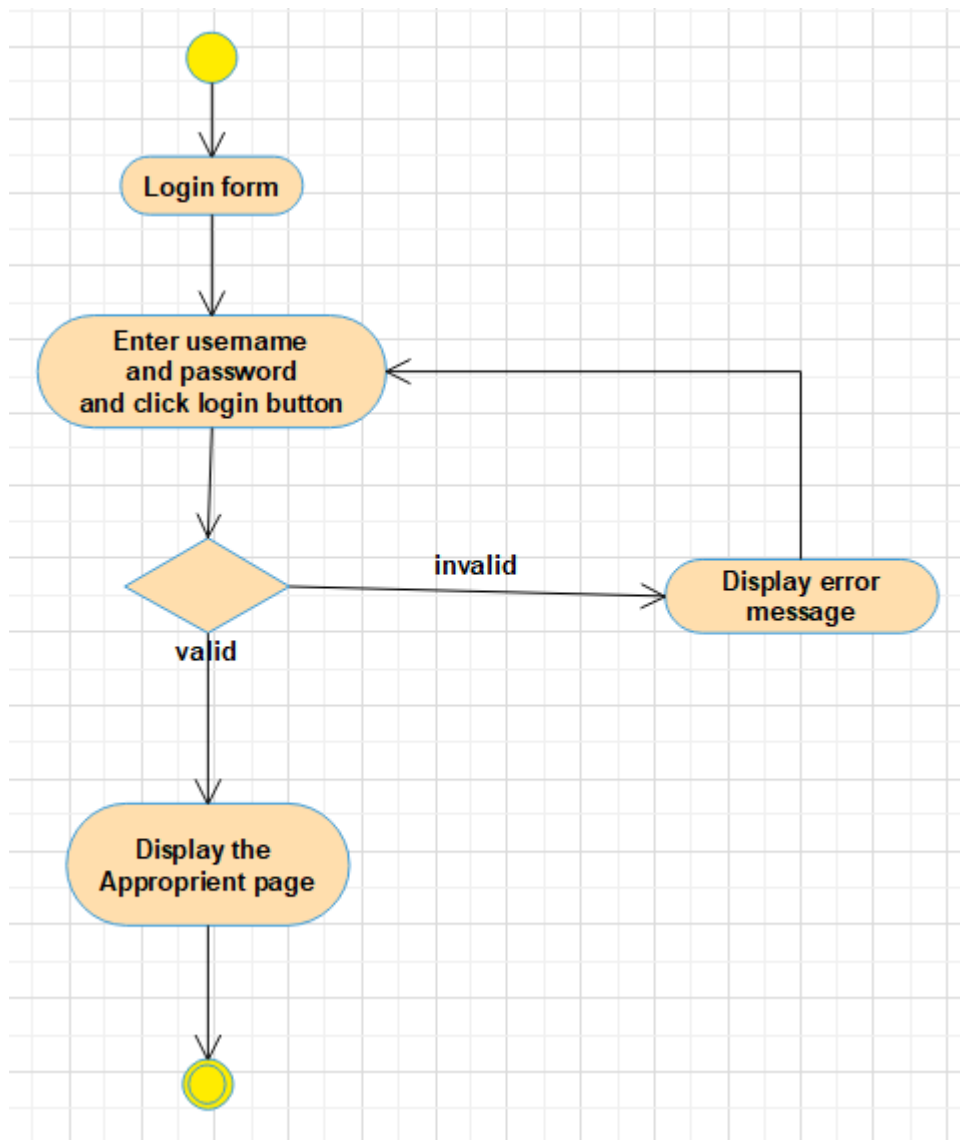 Login form
Enter username
and password
and click login button
invalid
Display error
message
valid
Display the
Approprient page